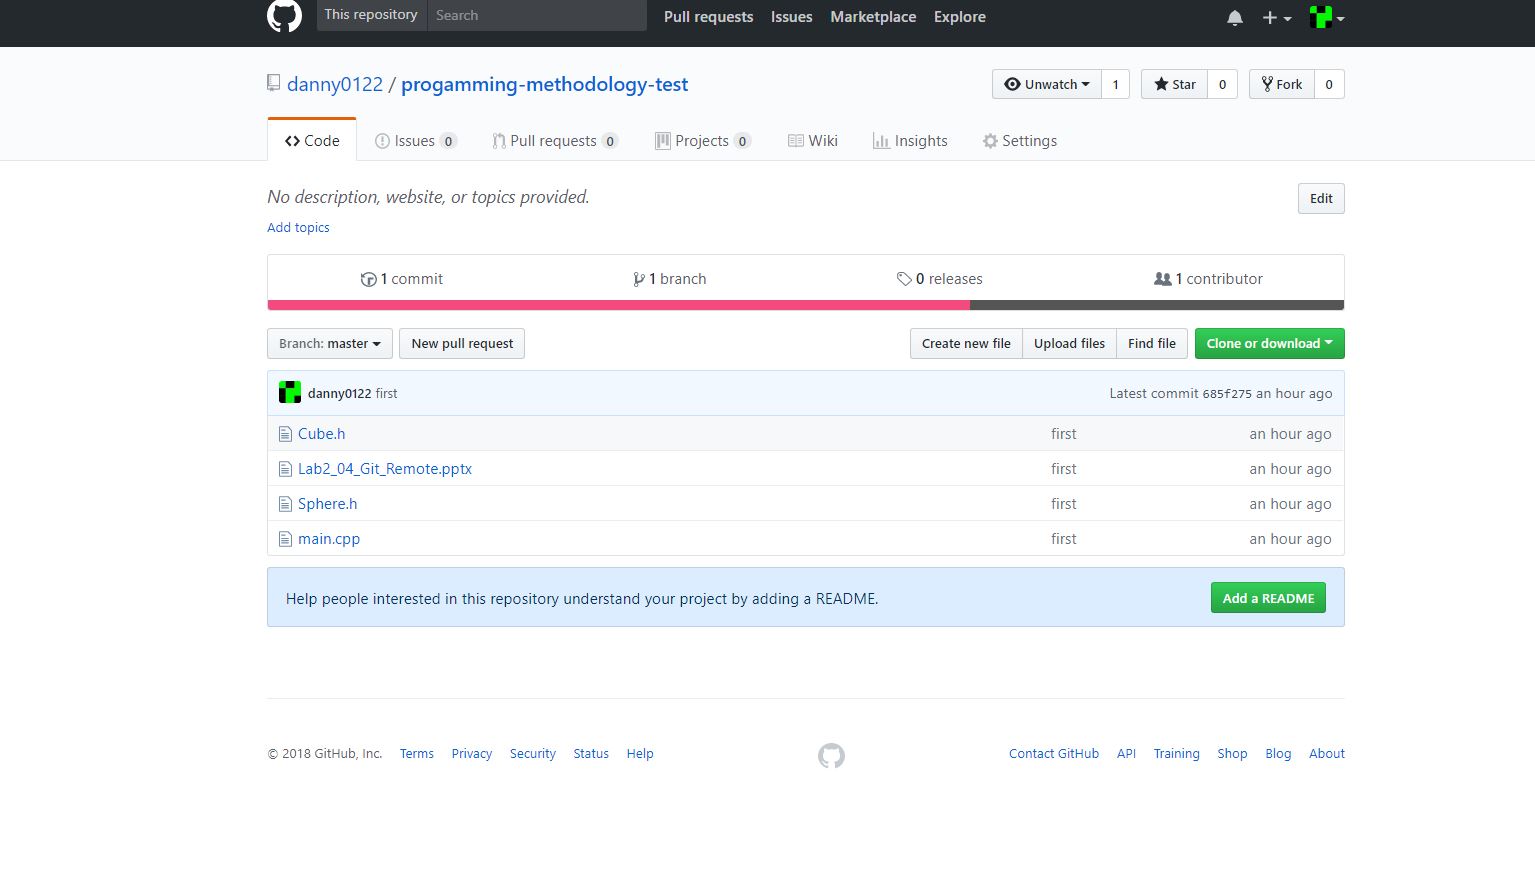 This repository Search Pull requests Issues Marketplace Explore
danny0122 / progamming-methodology-test Unwatch 1 Star 0 Fork 0
Code Issues 0 Pull requests 0 Projects 0 Wiki Insights Settings
No description, website, or topics provided. Edit
Add topics
1 commit 1 branch 0 releases 1 contributor
Branch: master New pull request Create new file Upload files Find file Clone or download
danny0122 first Latest commit 685f275 an hour ago
Cube.h first an hour ago
Lab2_04_Git_Remote.pptx first an hour ago
Sphere.h first an hour ago
main.cpp first an hour ago
Help people interested in this repository understand your project by adding a README. Add a README
© 2018 GitHub, Inc. Terms Privacy Security Status Help Contact GitHub API Training Shop Blog About